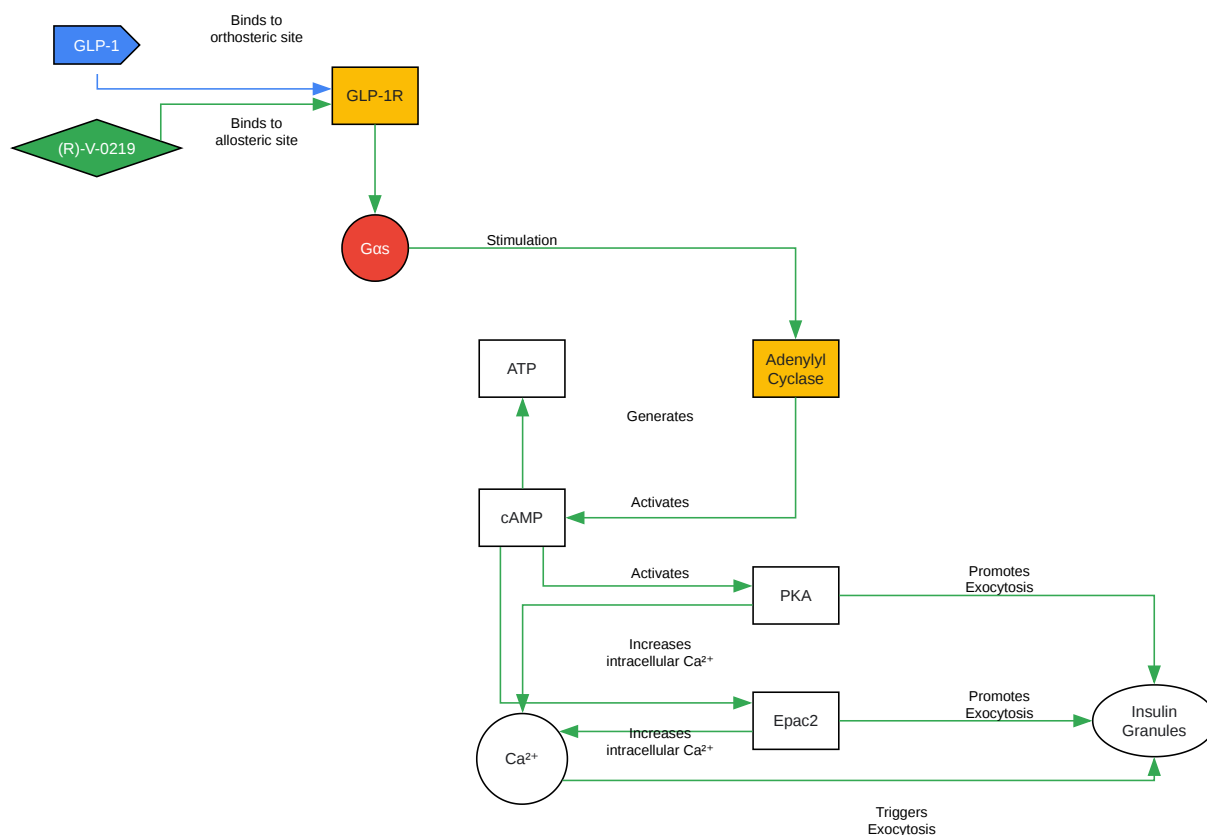 Binds to
orthosteric site
GLP-1
GLP-1R
Binds to
allosteric site
(R)-V-0219
Gαs
Stimulation
ATP
Adenylyl
Cyclase
Generates
cAMP
Activates
Activates
PKA
Promotes
Exocytosis
Increases
intracellular Ca²⁺
Epac2
Promotes
Exocytosis
Insulin
Granules
Increases
intracellular Ca²⁺
Ca²⁺
Triggers
Exocytosis